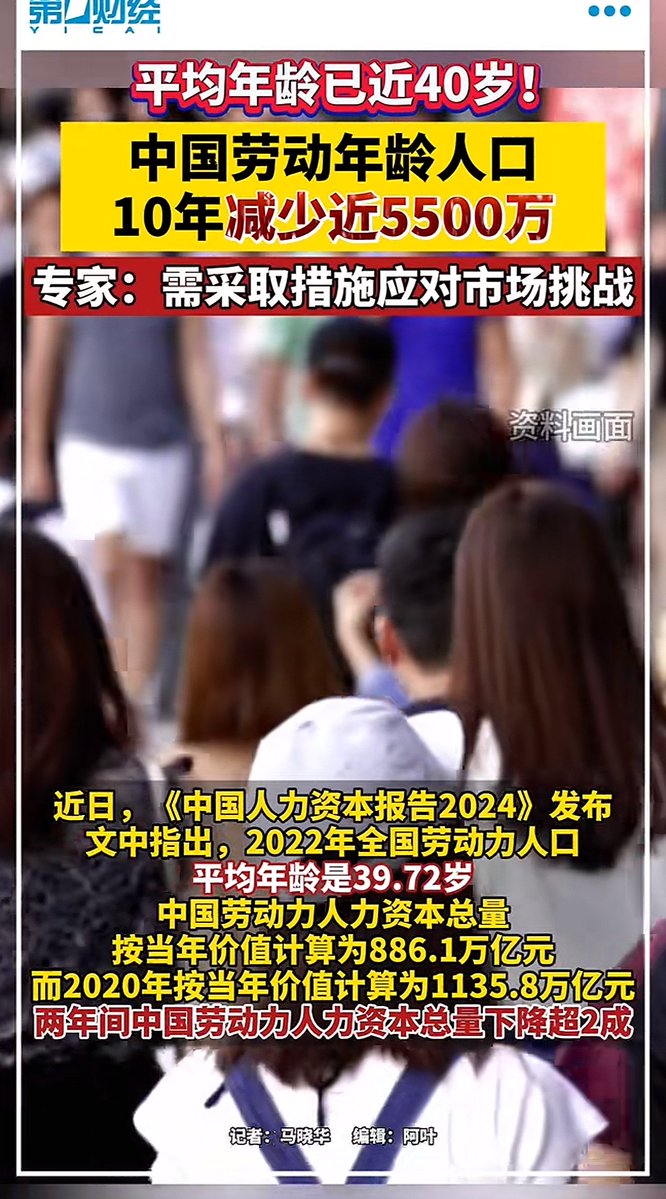 第一财经
YICAI
平均年龄已近40岁！
中国劳动年龄人口
10年减少近5500万
专家：需采取措施应对市场挑战
资料画面
近日，《中国人力资本报告2024》发布
文中指出，2022年全国劳动力人口
平均年龄是39.72岁
中国劳动力人力资本总量
按当年价值计算为886.1万亿元
而2020年按当年价值计算为1135.8万亿元
两年间中国劳动力人力资本总量下降超2成
记者：马晓华　编辑：阿叶